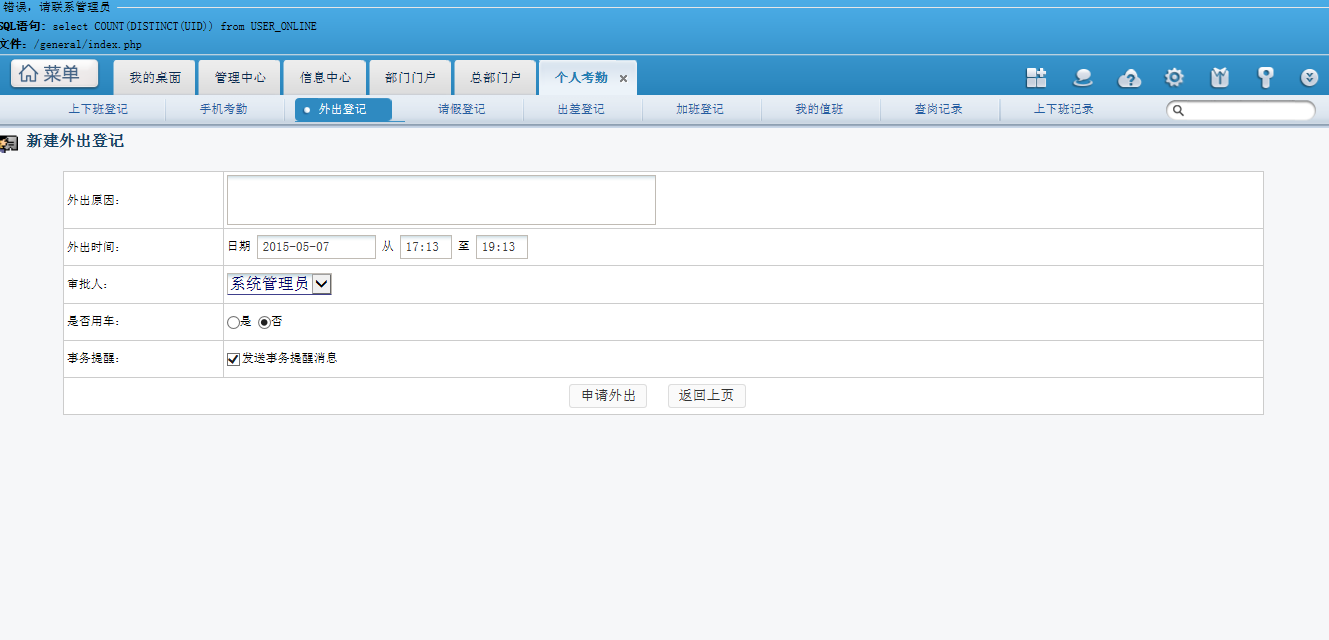 错误，请联系管理员
SQL语句：select COUNT(DISTINCT(UID)) from USER_ONLINE
文件：/general/index.php
菜单 我的桌面 管理中心 信息中心 部门门户 总部门户 个人考勤 ×
上下班登记 手机考勤 外出登记 请假登记 出差登记 加班登记 我的值班 查岗记录 上下班记录
新建外出登记
外出原因：
外出时间： 日期 2015-05-07 从 17:13 至 19:13
审批人： 系统管理员
是否用车： 是 否
事务提醒： 发送事务提醒消息
申请外出 返回上页